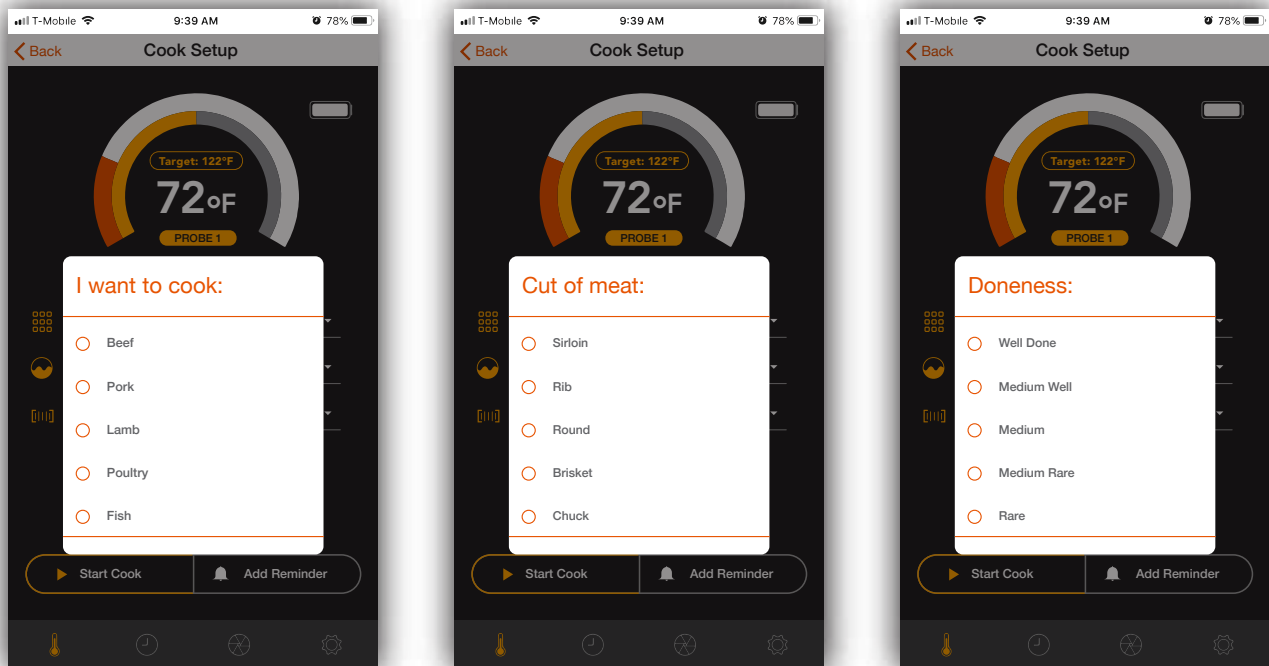 T-Mobile 9:39 AM 78%
Back Cook Setup
Target: 122°F
72°F
PROBE 1
I want to cook:
Beef
Pork
Lamb
Poultry
Fish
Start Cook Add Reminder
T-Mobile 9:39 AM 78%
Back Cook Setup
Target: 122°F
72°F
PROBE 1
Cut of meat:
Sirloin
Rib
Round
Brisket
Chuck
Start Cook Add Reminder
T-Mobile 9:39 AM 78%
Back Cook Setup
Target: 122°F
72°F
PROBE 1
Doneness:
Well Done
Medium Well
Medium
Medium Rare
Rare
Start Cook Add Reminder